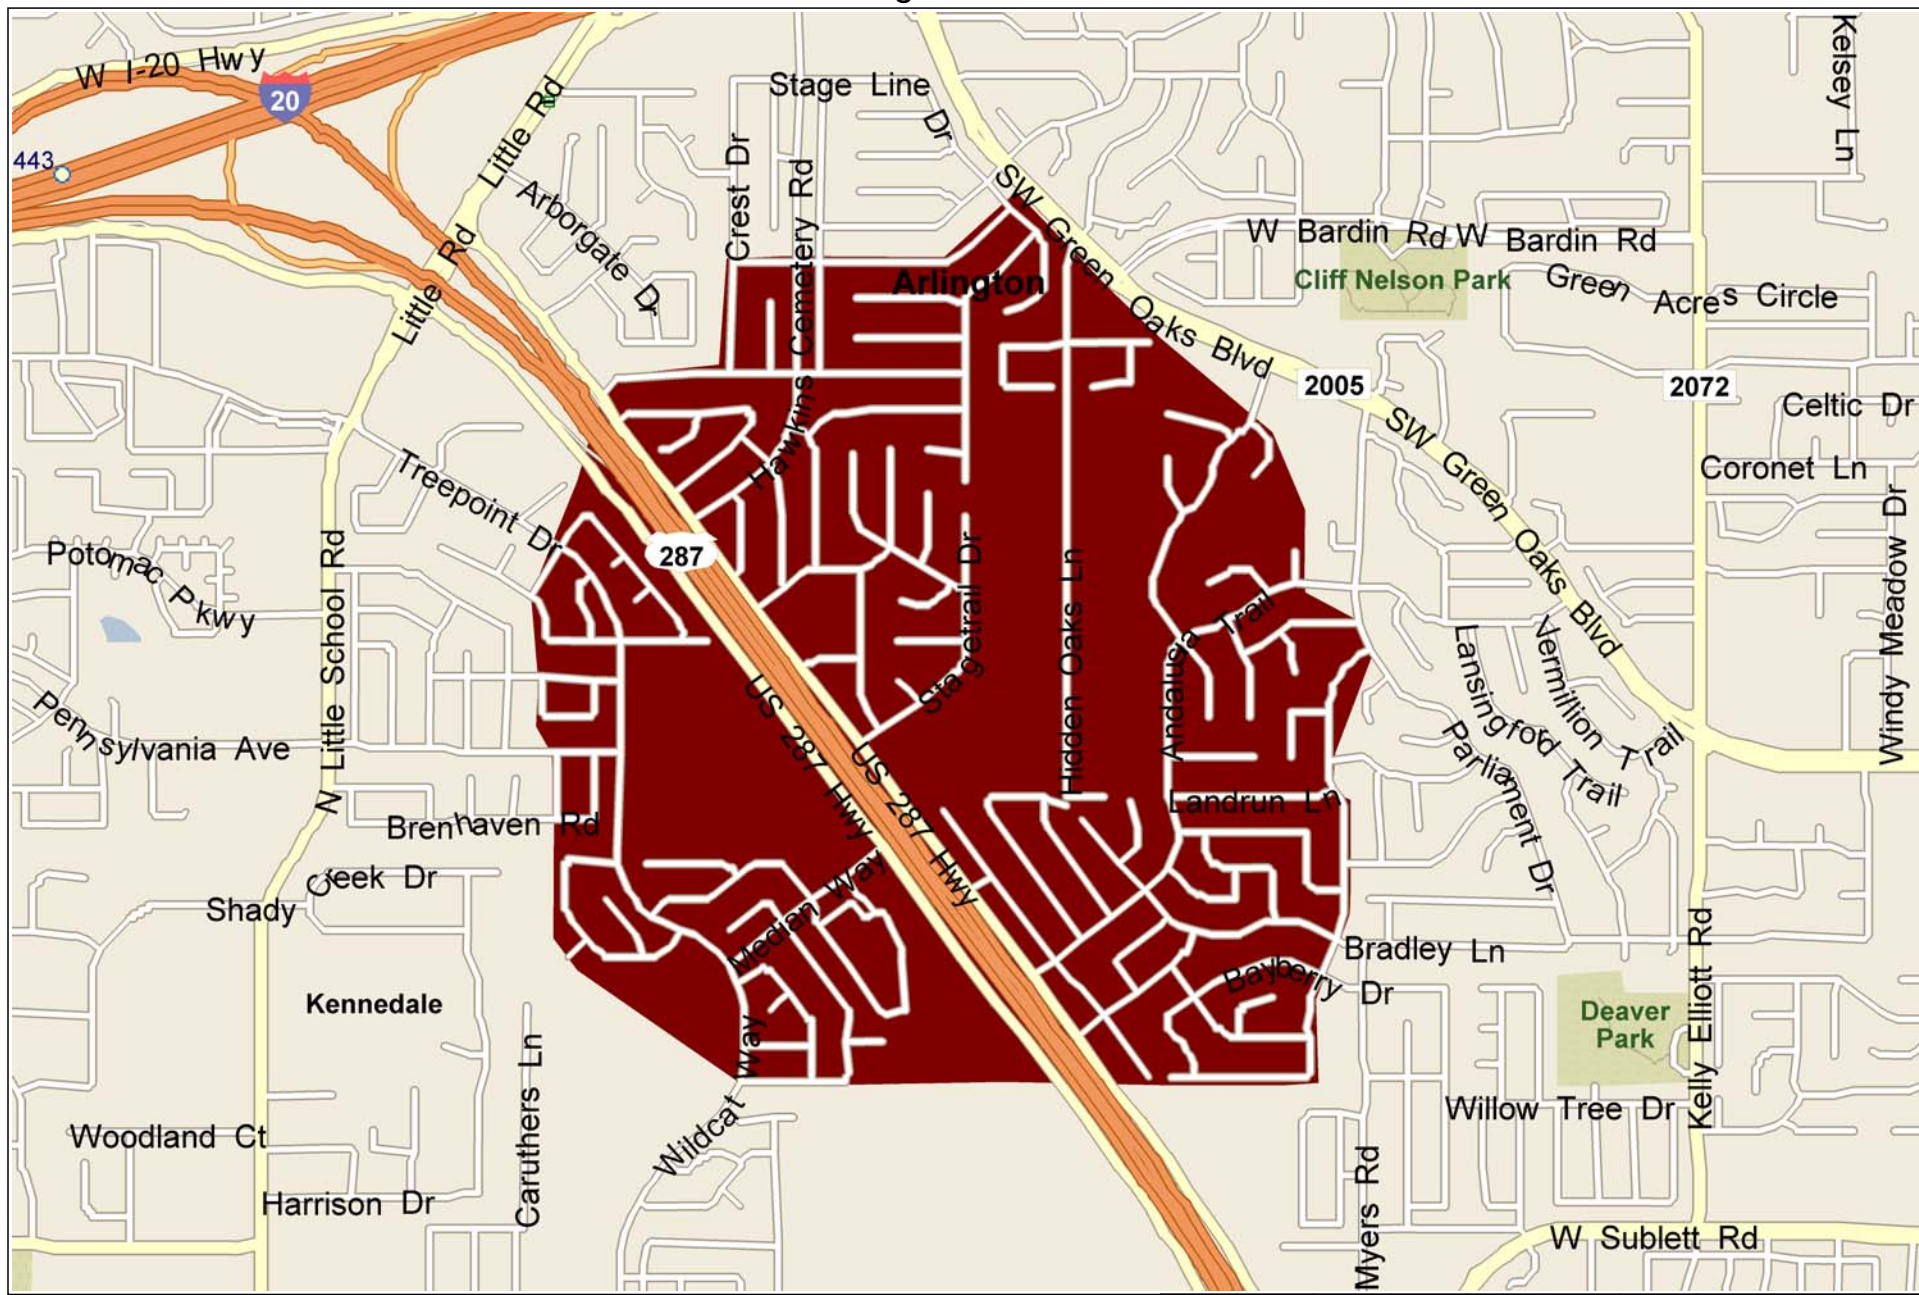 W I-20 Hwy
20
443
Little Rd
Stage Line
Dr
Kelsey Ln
Crest Dr
Hawkins Cemetery Rd
Arborgate Dr
SW Green Oaks Blvd
W Bardin Rd
W Bardin Rd
Little Rd
Arlington
Cliff Nelson Park
Green Acres Circle
2005
2072
Celtic Dr
SW Green Oaks Blvd
Coronet Ln
Treepoint Dr
Windy Meadow Dr
287
Potomac Pkwy
N Little School Rd
Stagetrail Dr
Hidden Oaks Ln
Andalusia Trail
Lansingford Trail
Vermillion Trail
Pennsylvania Ave
US 287 Hwy
US 287 Hwy
Parliament Dr
Landrun Ln
Brenhaven Rd
Shady Creek Dr
Median Way
Bradley Ln
Bayberry Dr
Kennedale
Deaver
Park
Kelly Elliott Rd
Caruthers Ln
Wildcat Way
Willow Tree Dr
Woodland Ct
Harrison Dr
Myers Rd
W Sublett Rd